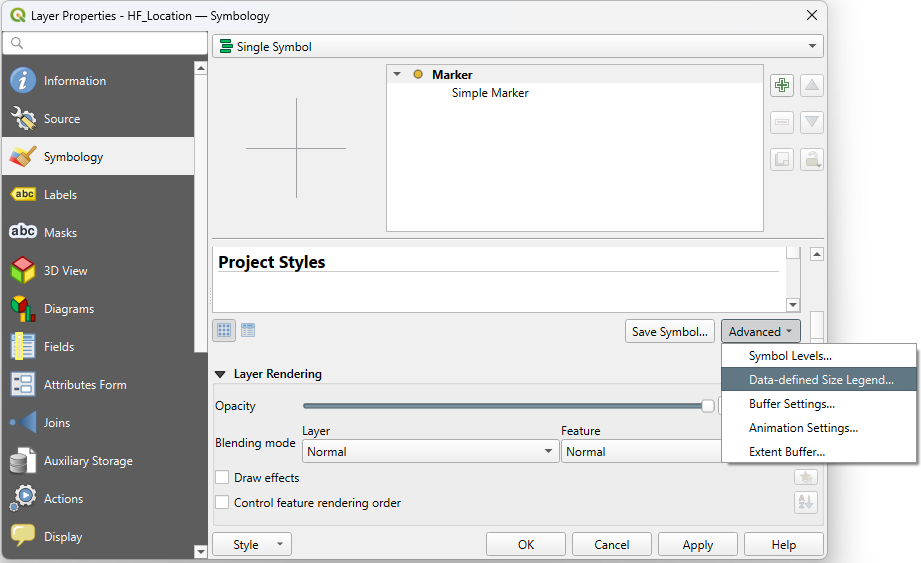 Layer Properties - HF_Location — Symbology
Single Symbol
Information
Source
Symbology
abc Labels
abc Masks
3D View
Diagrams
Fields
Attributes Form
Joins
Auxiliary Storage
Actions
Display
Marker
Simple Marker
Project Styles
Save Symbol...
Advanced
Symbol Levels...
Data-defined Size Legend...
Buffer Settings...
Animation Settings...
Extent Buffer...
Layer Rendering
Opacity
Blending mode
Layer
Feature
Normal
Normal
Draw effects
Control feature rendering order
Style
OK
Cancel
Apply
Help